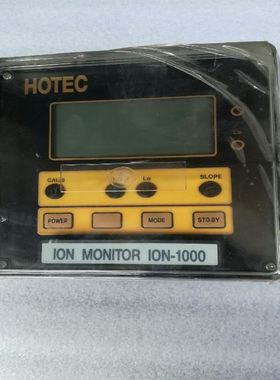 HOTEC
CALIB Lo SLOPE
POWER MODE STD.BY
ION MONITOR ION-1000